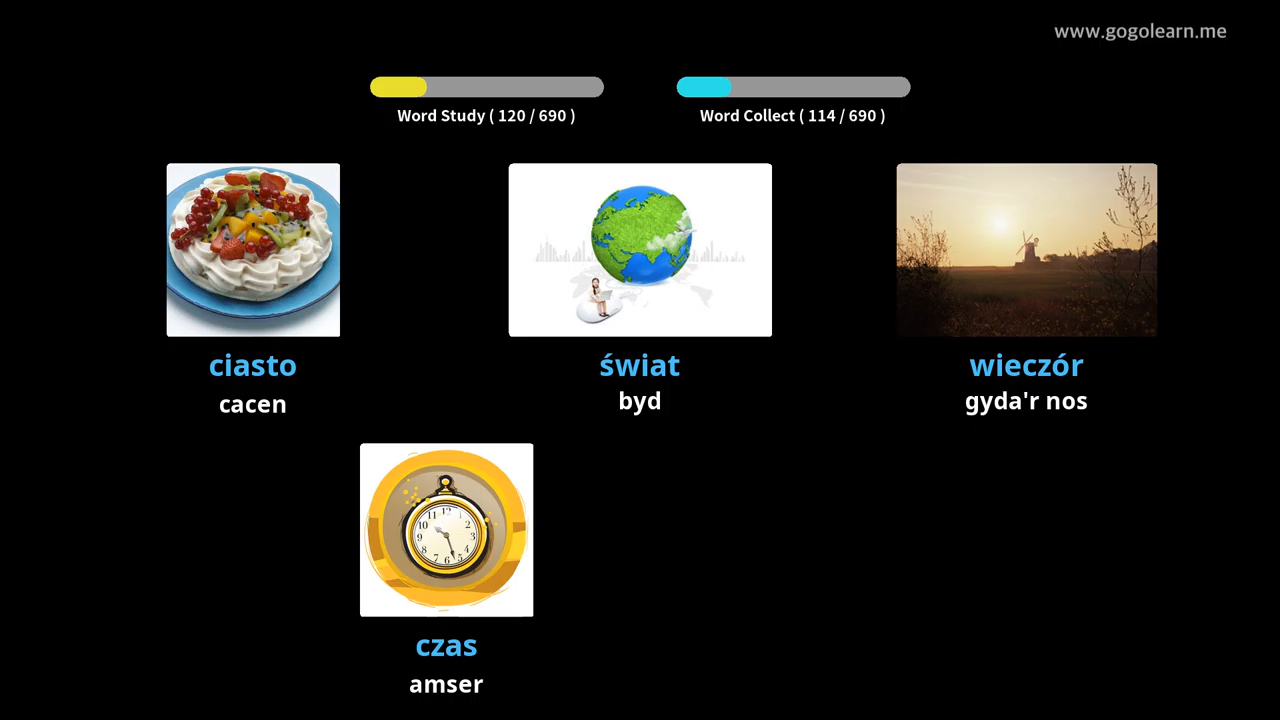 www.gogolearn.me
Word Study ( 120 / 690 )
Word Collect ( 114 / 690 )
ciasto
cacen
świat
byd
wieczór
gyda'r nos
czas
amser